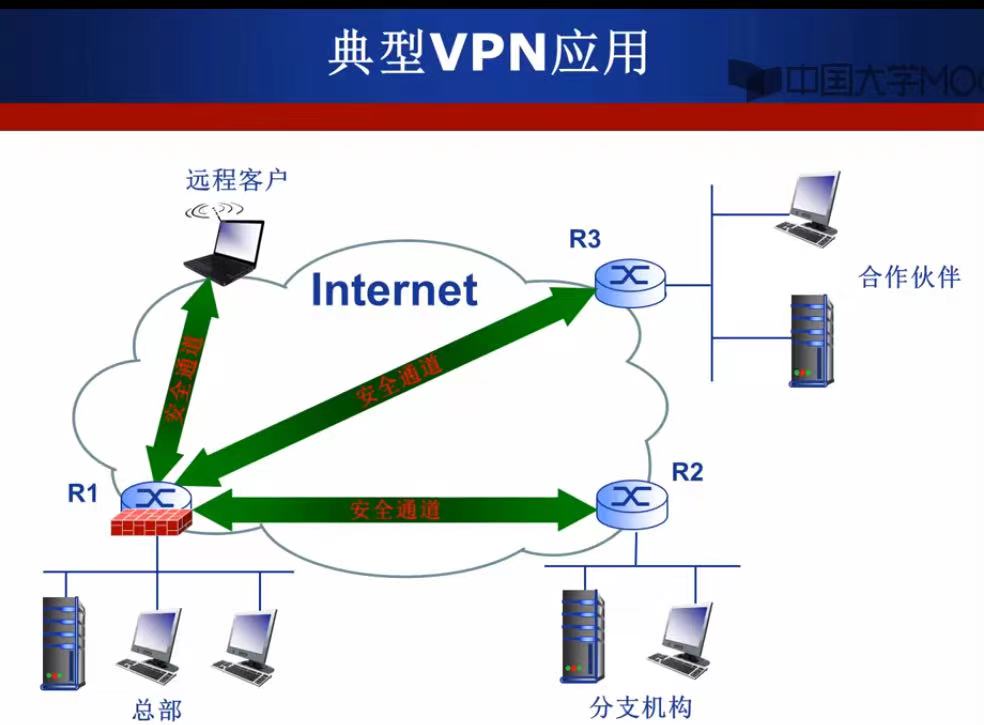 典型VPN应用
中国大学MOO
远程客户
R3
Internet
合作伙伴
安全通道
安全通道
R1
R2
安全通道
总部
分支机构